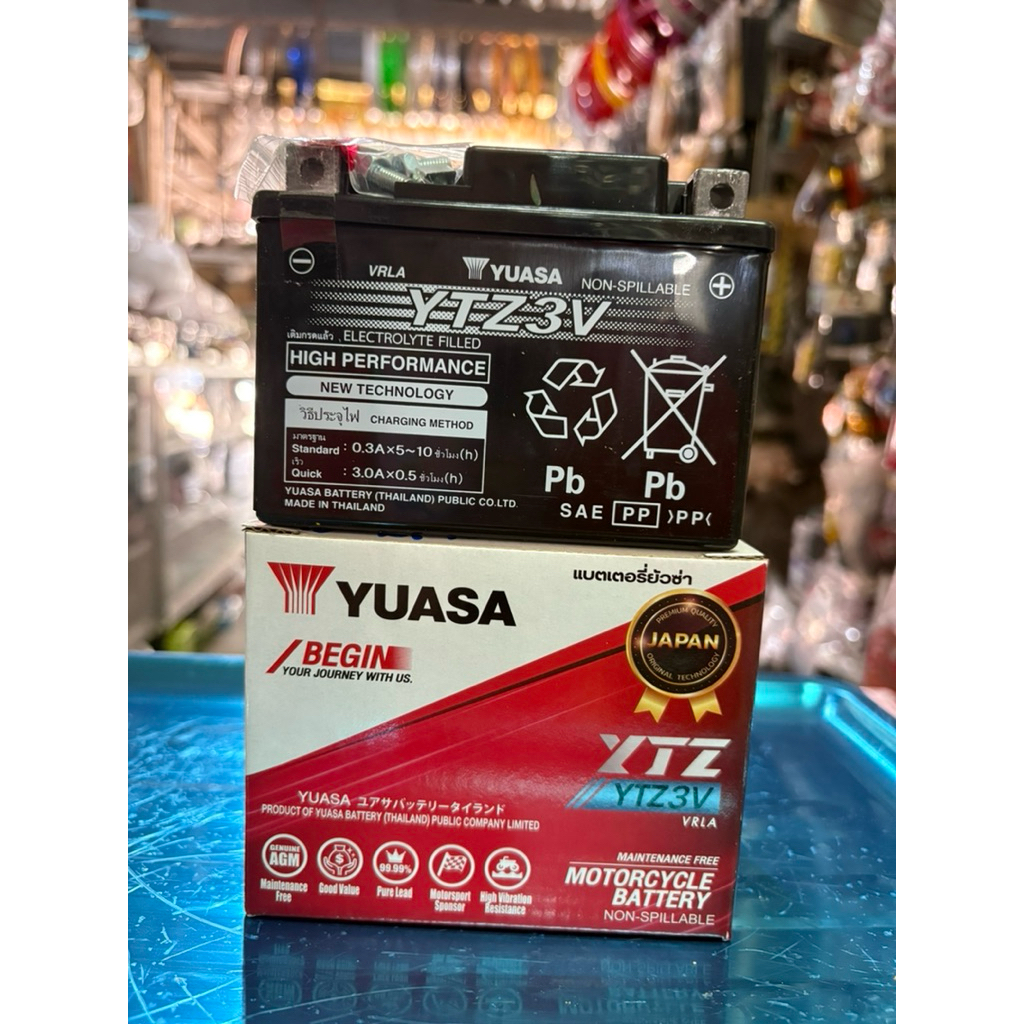 VRLA YUASA NON-SPILLABLE
YTZ3V
เติมกรดแล้ว ELECTROLYTE FILLED
HIGH PERFORMANCE
NEW TECHNOLOGY
วิธีประจุไฟ CHARGING METHOD
มาตรฐาน
Standard : 0.3A×5~10 ชั่วโมง(h)
เร็ว
Quick : 3.0A×0.5 ชั่วโมง(h)
YUASA BATTERY (THAILAND) PUBLIC CO.LTD.
MADE IN THAILAND
Pb Pb
SAE PP >PP<
แบตเตอรี่ยัวซ่า
YUASA
BEGIN
YOUR JOURNEY WITH US.
PREMIUM QUALITY
JAPAN
ORIGINAL TECHNOLOGY
YTZ
YTZ3V
VRLA
YUASA ユアサバッテリータイランド
PRODUCT OF YUASA BATTERY (THAILAND) PUBLIC COMPANY LIMITED
GENUINE
AGM
Maintenance
Free
Good Value
99.99%
Pure Lead
Motorsport
Sponsor
High Vibration
Resistance
MAINTENANCE FREE
MOTORCYCLE
BATTERY
NON-SPILLABLE